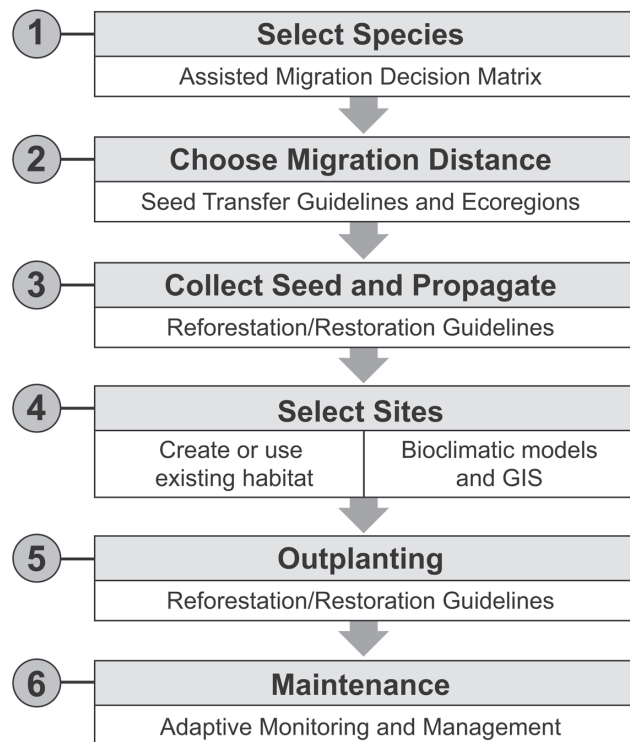 1
Select Species
Assisted Migration Decision Matrix
2
Choose Migration Distance
Seed Transfer Guidelines and Ecoregions
3
Collect Seed and Propagate
Reforestation/Restoration Guidelines
4
Select Sites
Create or use
existing habitat
Bioclimatic models
and GIS
5
Outplanting
Reforestation/Restoration Guidelines
6
Maintenance
Adaptive Monitoring and Management